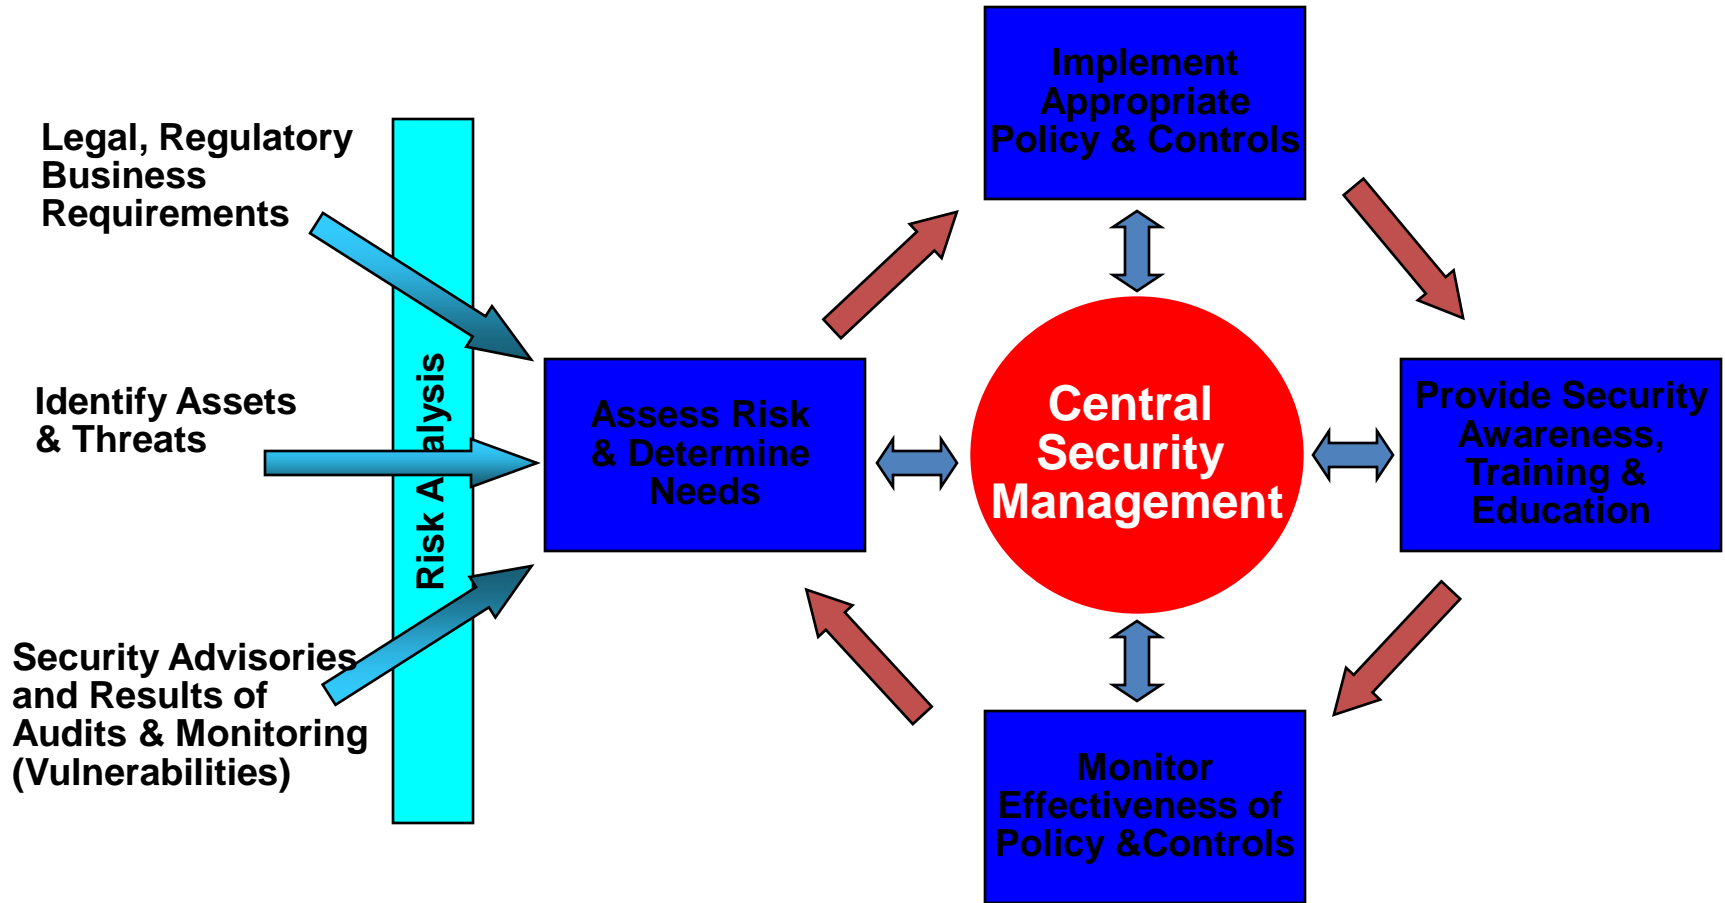 Implement
Appropriate
Policy & Controls
Legal, Regulatory
Business
Requirements
Risk Analysis
Identify Assets
& Threats
Assess Risk
& Determine
Needs
Central
Security
Management
Provide Security
Awareness,
Training &
Education
Security Advisories
and Results of
Audits & Monitoring
(Vulnerabilities)
Monitor
Effectiveness of
Policy &Controls